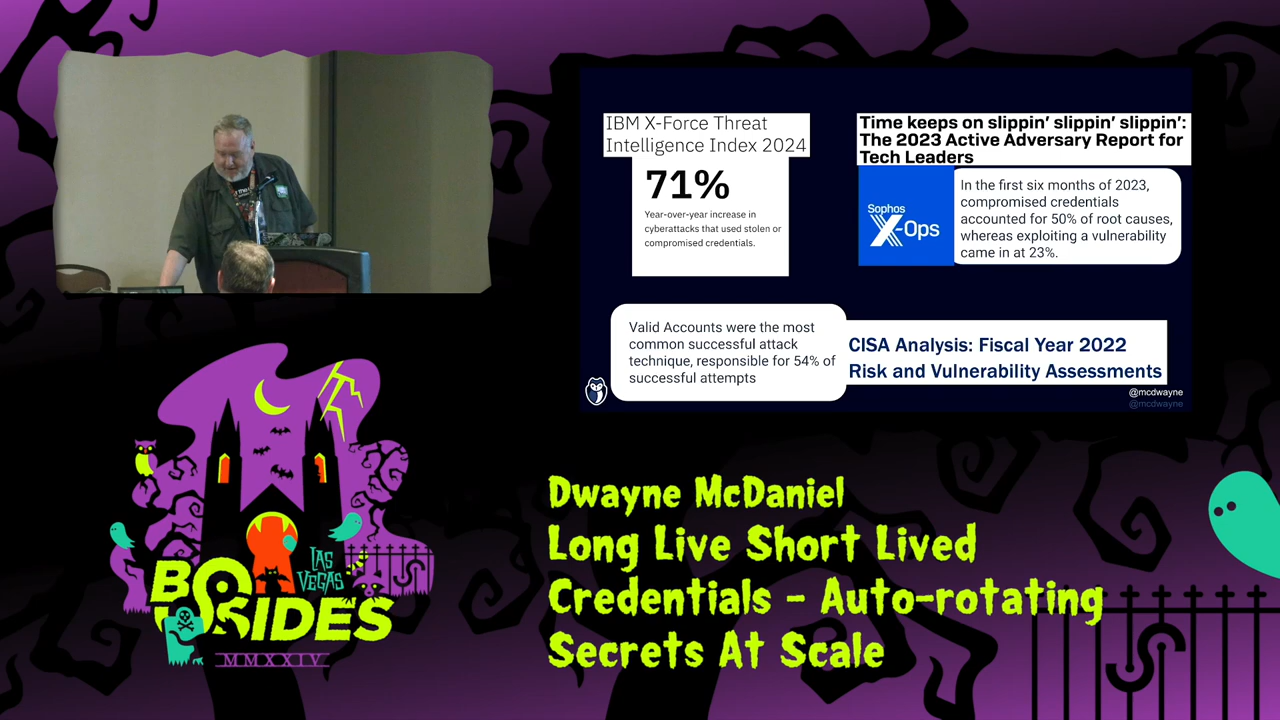 IBM X-Force Threat
Intelligence Index 2024
71%
Year-over-year increase in
cyberattacks that used stolen or
compromised credentials.
Time keeps on slippin’ slippin’ slippin’:
The 2023 Active Adversary Report for
Tech Leaders
Sophos
X-Ops
In the first six months of 2023,
compromised credentials
accounted for 50% of root causes,
whereas exploiting a vulnerability
came in at 23%.
Valid Accounts were the most
common successful attack
technique, responsible for 54% of
successful attempts
CISA Analysis: Fiscal Year 2022
Risk and Vulnerability Assessments
@mcdwayne
@mcdwayne
LAS
VEGAS
BSIDES
MMXXIV
Dwayne McDaniel
Long Live Short Lived
Credentials - Auto-rotating
Secrets At Scale